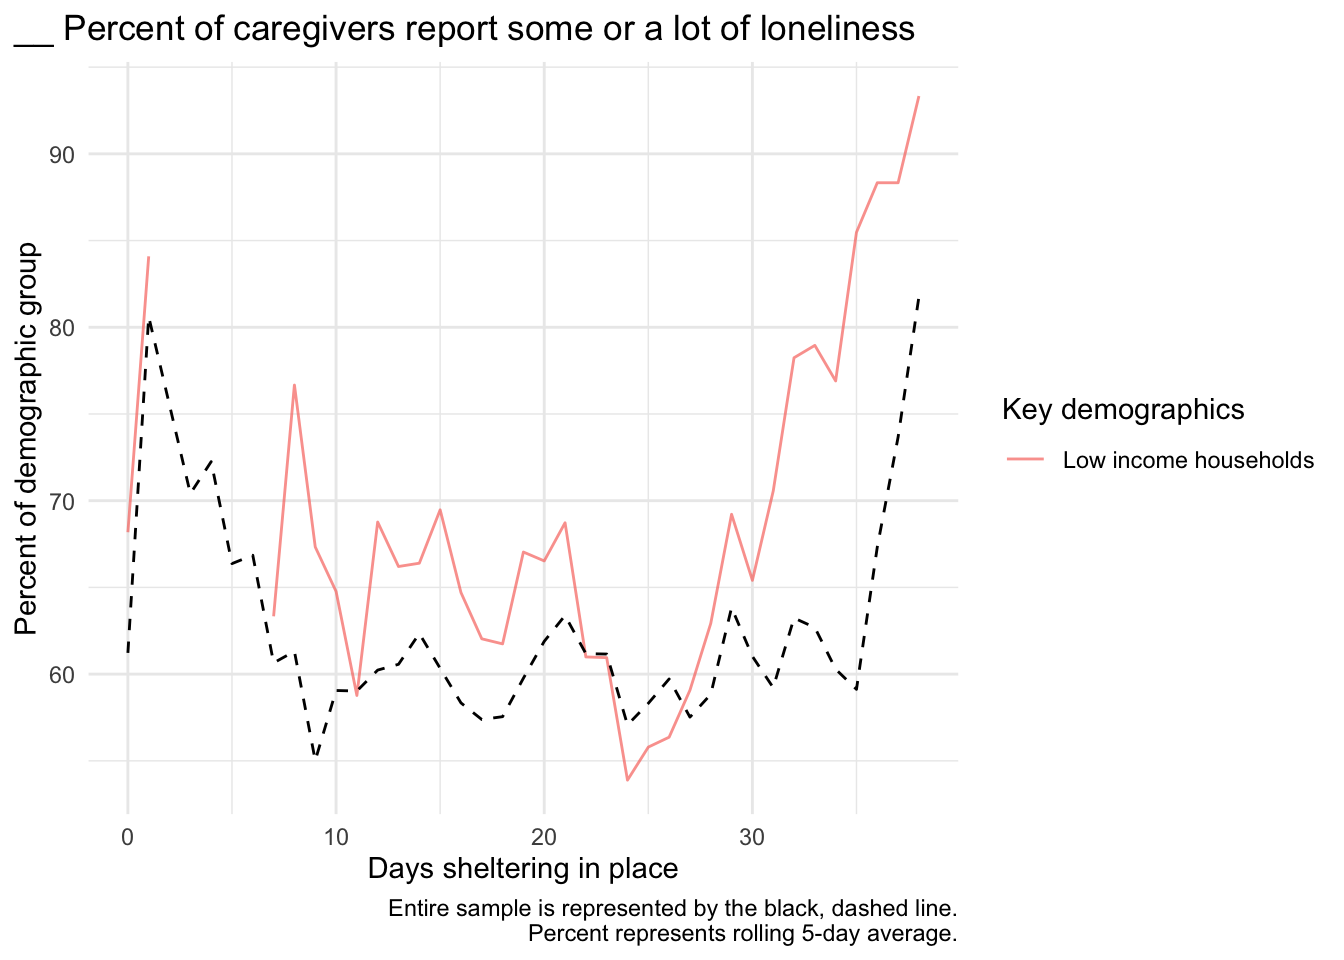 __ Percent of caregivers report some or a lot of loneliness
Percent of demographic group
90
80
70
60
0 10 20 30
Days sheltering in place
Key demographics
Low income households
Entire sample is represented by the black, dashed line.
Percent represents rolling 5-day average.